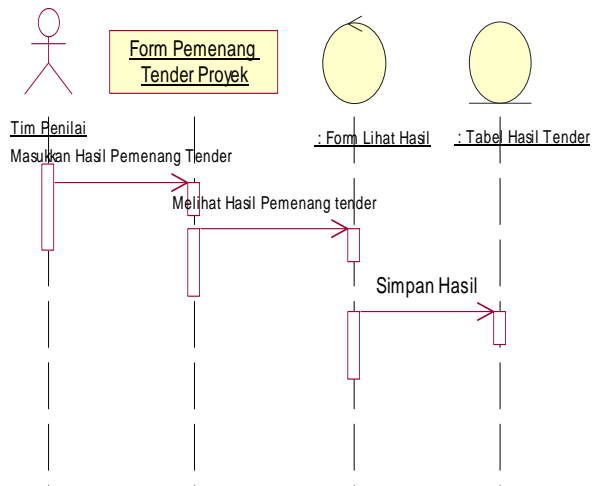 Form Pemenang
Tender Proyek
Tim Penilai
: Form Lihat Hasil
: Tabel Hasil Tender
Masukkan Hasil Pemenang Tender
Melihat Hasil Pemenang tender
Simpan Hasil